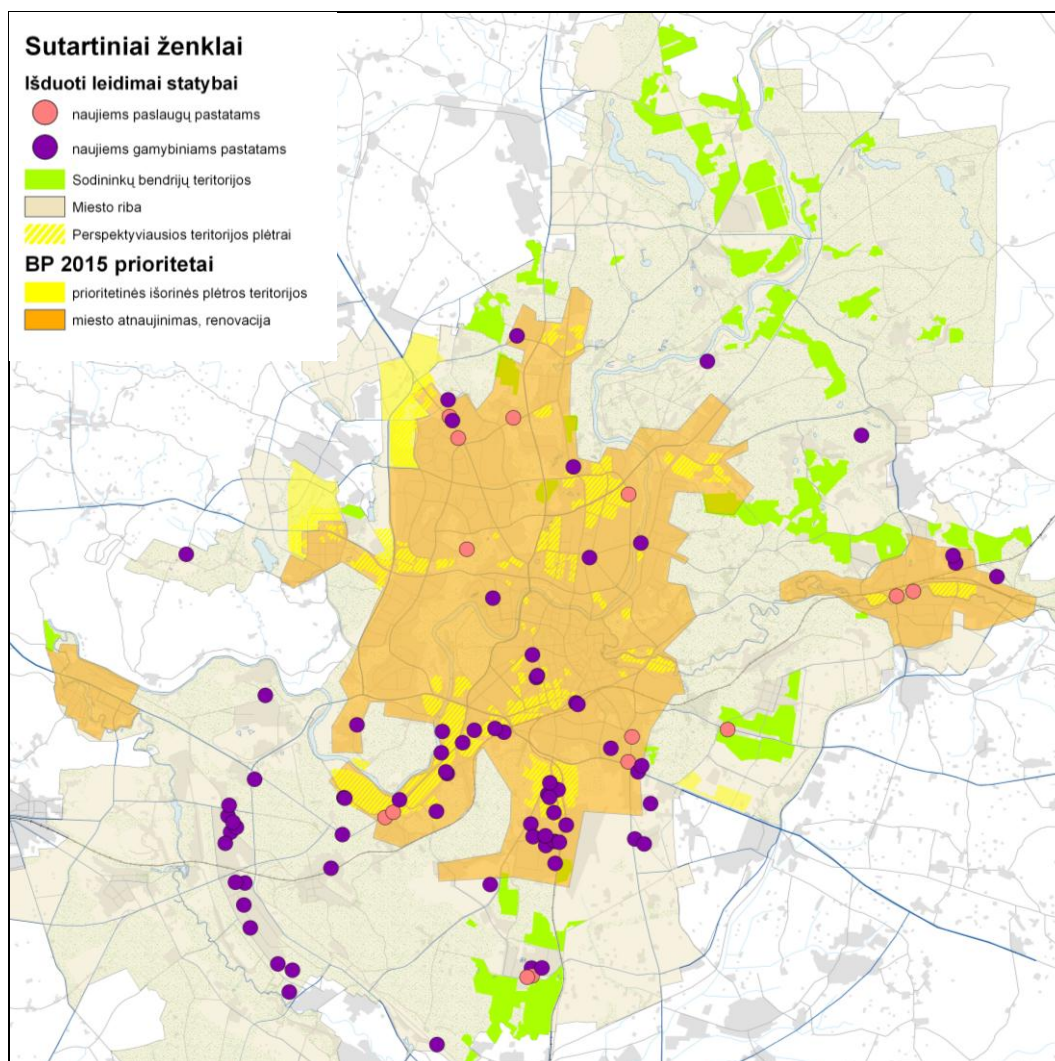 Sutartiniai ženklai
Išduoti leidimai statybai
naujiems paslaugų pastatams
naujiems gamybiniams pastatams
Sodininkų bendrijų teritorijos
Miesto riba
Perspektyviausios teritorijos plėtrai
BP 2015 prioritetai
prioritetinės išorinės plėtros teritorijos
miesto atnaujinimas, renovacija